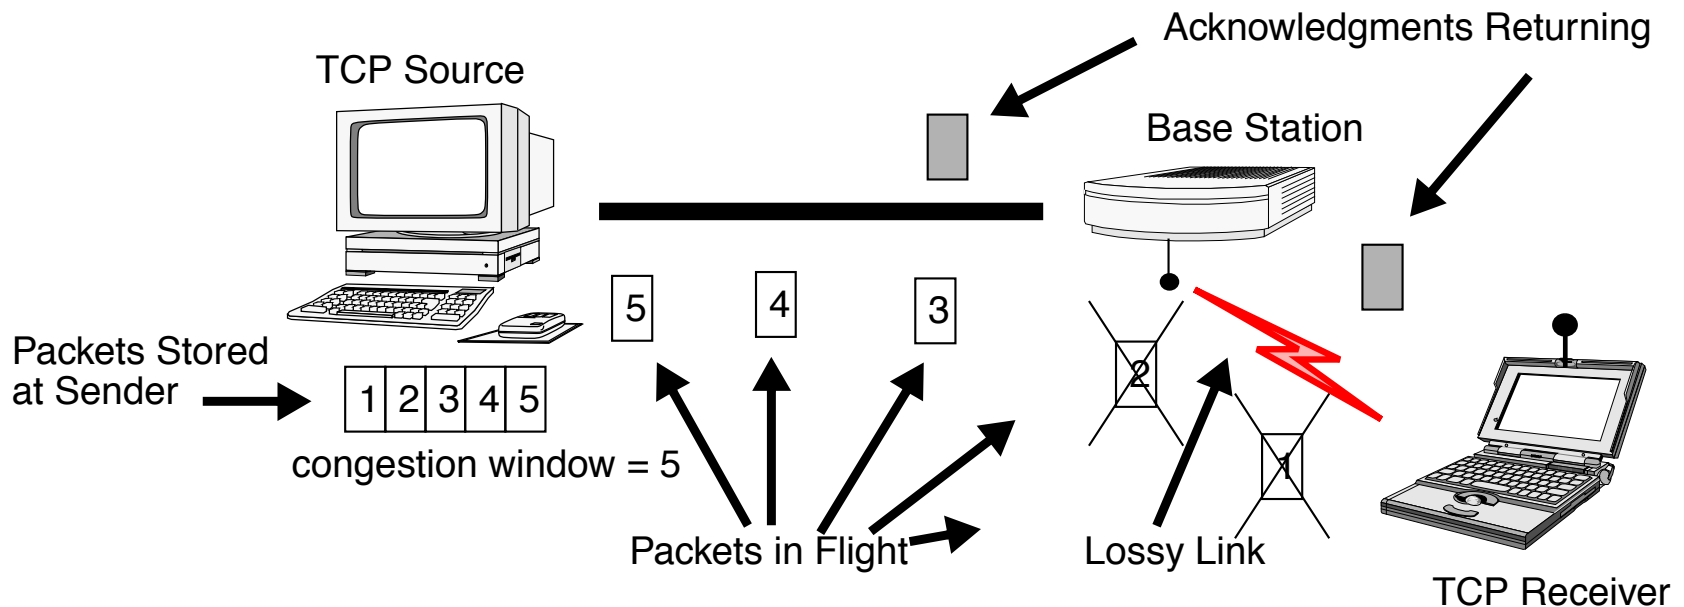 Acknowledgments Returning
TCP Source
Base Station
5
4
3
2
1
Packets Stored
at Sender
1 2 3 4 5
congestion window = 5
Packets in Flight
Lossy Link
TCP Receiver